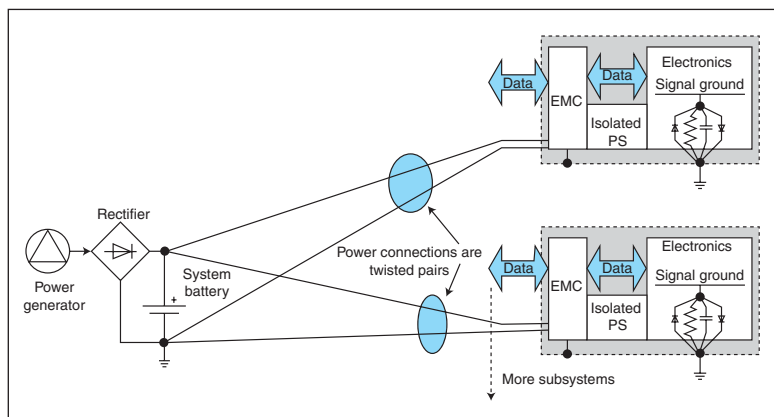 Electronics
Signal ground
Data
Data
EMC
Isolated
PS
Rectifier
Power
generator
System
battery
+
Power connections are
twisted pairs
Electronics
Signal ground
Data
Data
EMC
Isolated
PS
More subsystems